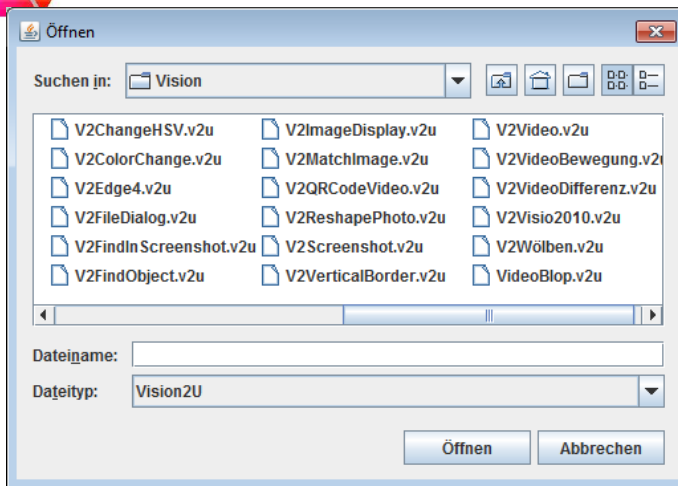 Öffnen
Suchen in: Vision
V2ChangeHSV.v2u V2ImageDisplay.v2u V2Video.v2u
V2ColorChange.v2u V2MatchImage.v2u V2VideoBewegung.v2u
V2Edge4.v2u V2QRCodeVideo.v2u V2VideoDifferenz.v2u
V2FileDialog.v2u V2ReshapePhoto.v2u V2Visio2010.v2u
V2FindInScreenshot.v2u V2Screenshot.v2u V2Wölben.v2u
V2FindObject.v2u V2VerticalBorder.v2u VideoBlop.v2u
Dateiname:
Dateityp: Vision2U
Öffnen Abbrechen